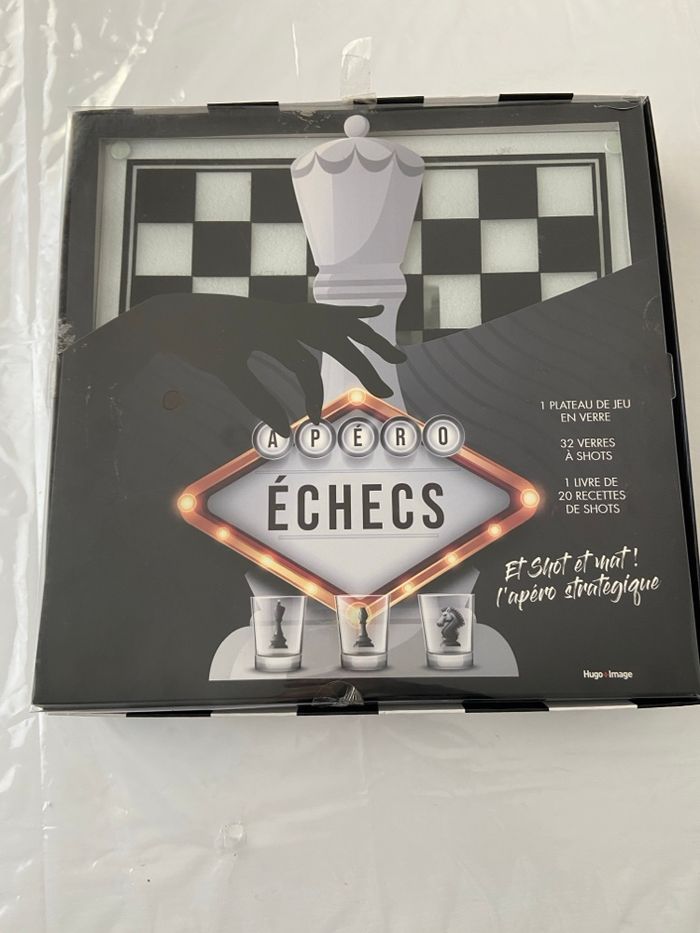 APÉRO
ÉCHECS
1 PLATEAU DE JEU
EN VERRE
32 VERRES
À SHOTS
1 LIVRE DE
20 RECETTES
DE SHOTS
Et Shot et mat !
l'apéro strategique
Hugo Image